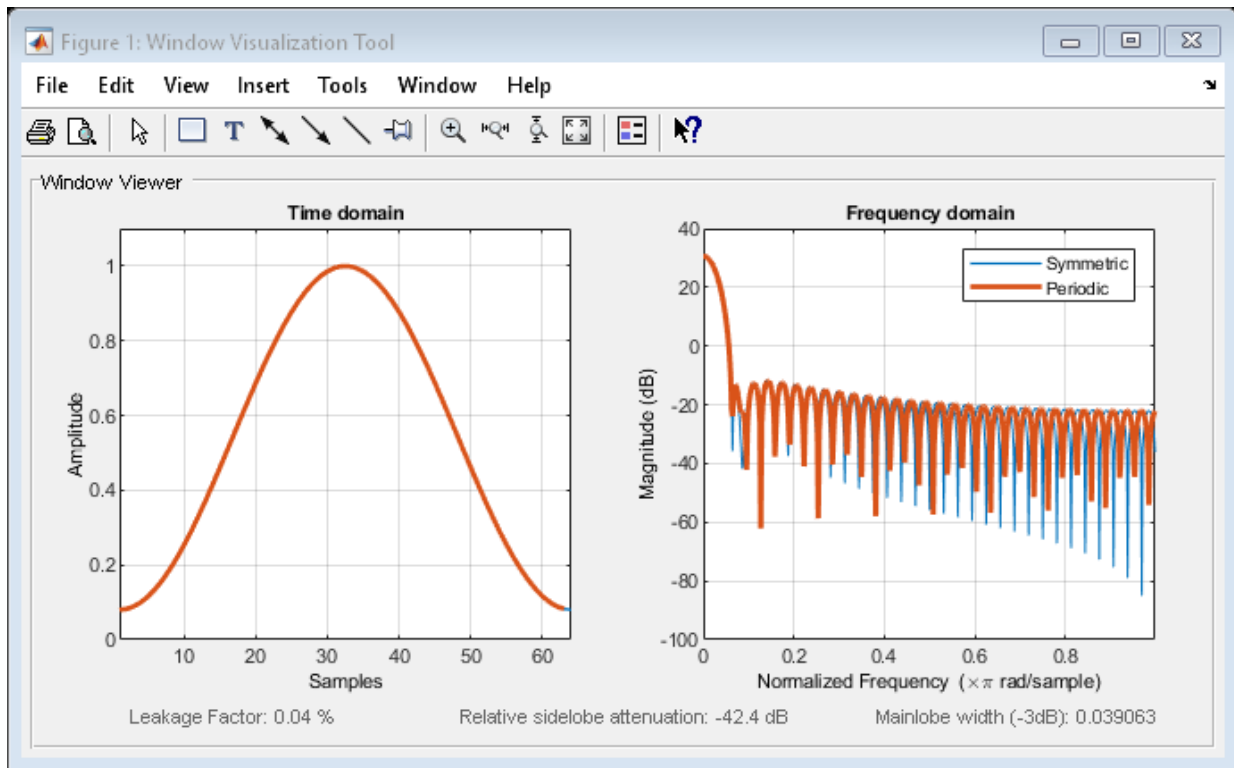 Figure 1: Window Visualization Tool
File Edit View Insert Tools Window Help
T
Window Viewer
Time domain
1
0.8
0.6
0.4
0.2
0
Amplitude
10 20 30 40 50 60
Samples
Frequency domain
Symmetric
Periodic
40
20
0
-20
-40
-60
-80
-100
Magnitude (dB)
0 0.2 0.4 0.6 0.8
Normalized Frequency (×π rad/sample)
Leakage Factor: 0.04 % Relative sidelobe attenuation: -42.4 dB Mainlobe width (-3dB): 0.039063